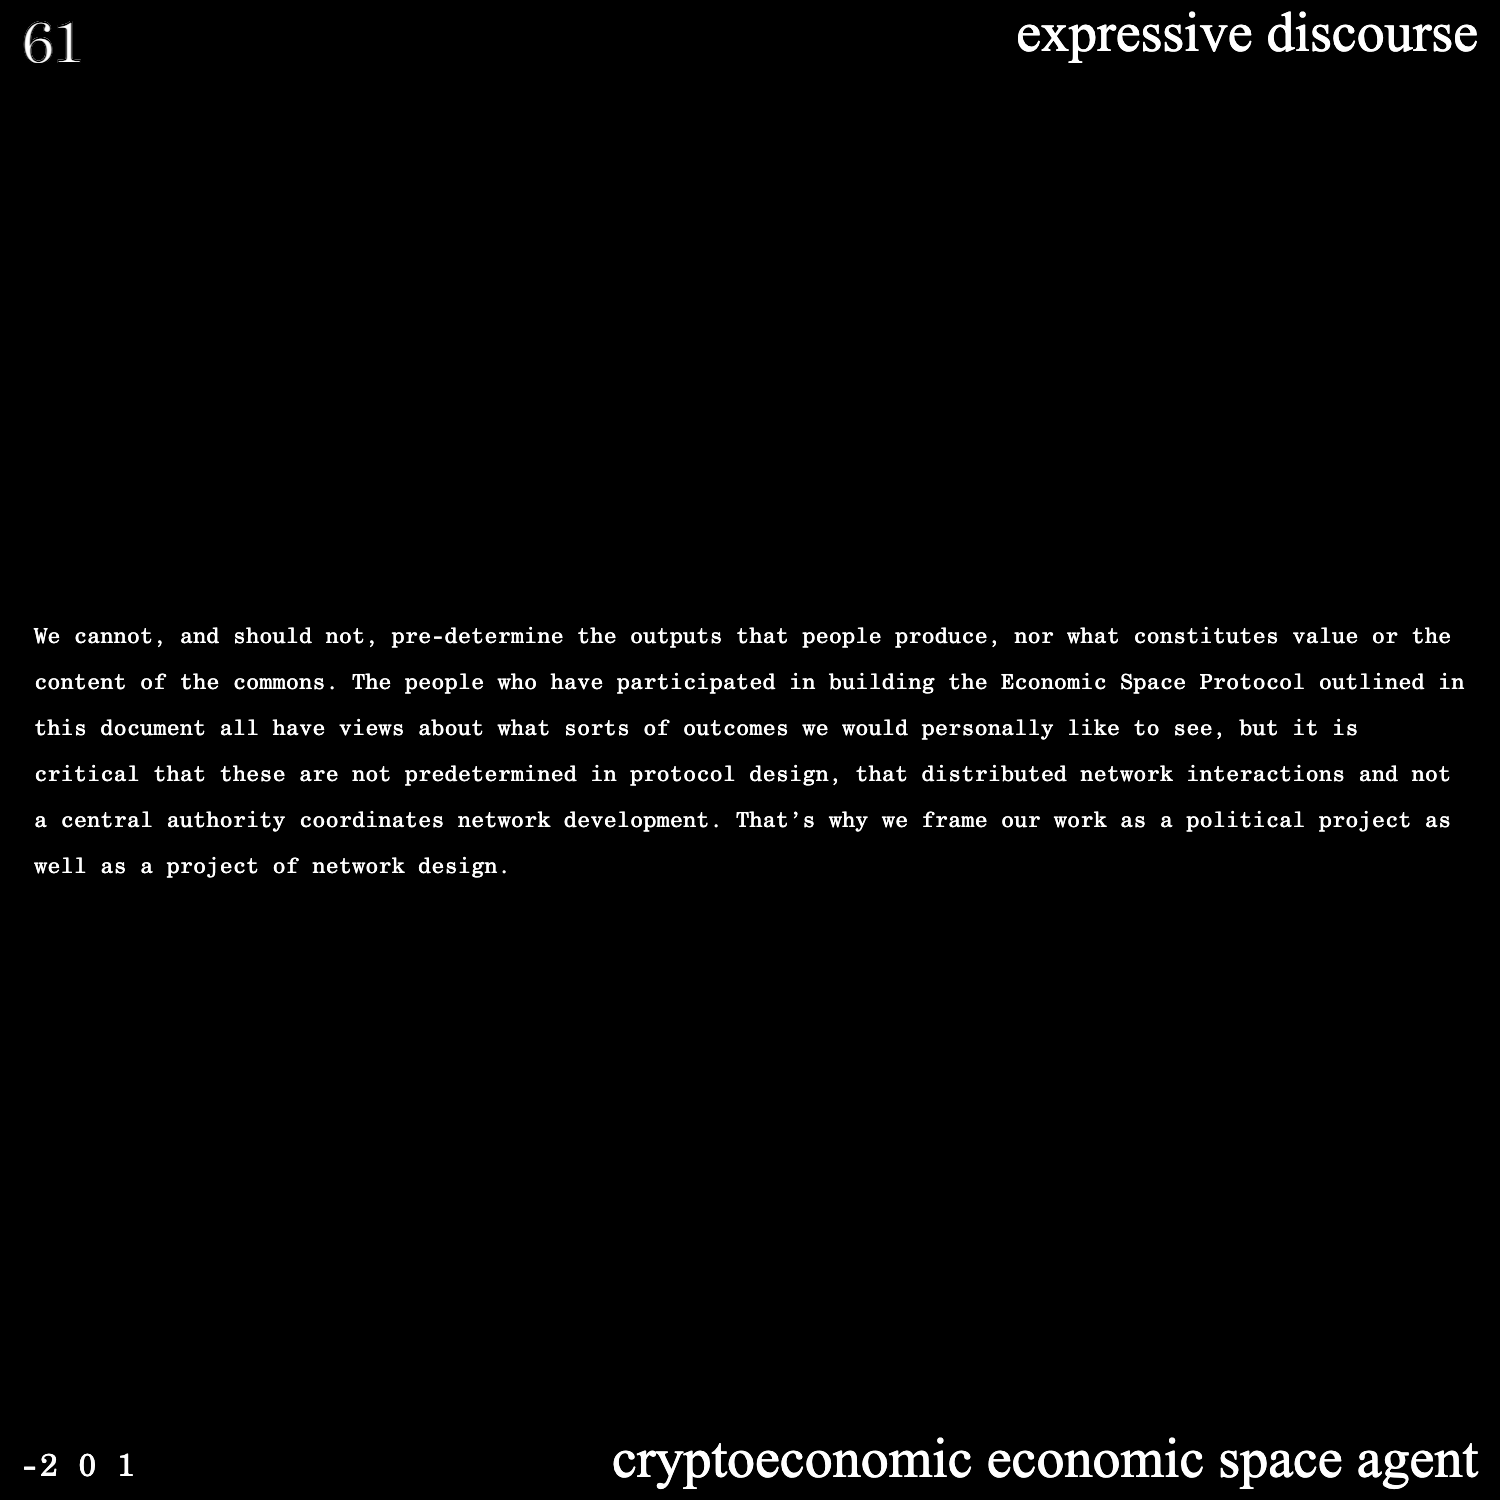 61
expressive discourse
We cannot, and should not, pre-determine the outputs that people produce, nor what constitutes value or the
content of the commons. The people who have participated in building the Economic Space Protocol outlined in
this document all have views about what sorts of outcomes we would personally like to see, but it is
critical that these are not predetermined in protocol design, that distributed network interactions and not
a central authority coordinates network development. That’s why we frame our work as a political project as
well as a project of network design.
-2 0 1
cryptoeconomic economic space agent